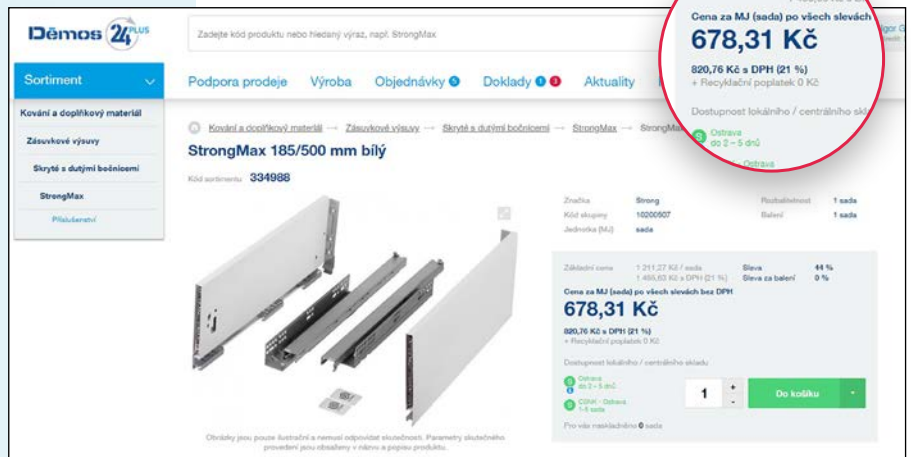 Dēmos 24 PLUS
Zadejte kód produktu nebo hledaný výraz, např. StrongMax
Sortiment
Podpora prodeje Výroba Objednávky Doklady Aktuality
Kování a doplňkový materiál
Zásuvkové výsuvy
Skryté s dutými bočnicemi
StrongMax
Příslušenství
Kování a doplňkový materiál → Zásuvkové výsuvy → Skryté s dutými bočnicemi → StrongMax →
StrongMax 185/500 mm bílý
Kód sortimentu 334988
Značka Strong
Kód skupiny 10200507
Jednotka (MJ) sada
Rozbalitelnost 1 sada
Balení 1 sada
Základní cena 1 211,27 Kč / sada
1 465,63 Kč s DPH (21 %)
Sleva 44 %
Sleva za balení 0 %
Cena za MJ (sada) po všech slevách bez DPH
678,31 Kč
820,76 Kč s DPH (21 %)
+ Recyklační poplatek 0 Kč
Dostupnost lokálního / centrálního skladu
S Ostrava
do 2 – 5 dnů
S CSNK - Ostrava
1-5 sada
1 + -
Do košíku
Pro vás naskladněno 0 sada
Obrázky jsou pouze ilustrační a nemusí odpovídat skutečnosti. Parametry skutečného
provedení jsou obsaženy v názvu a popisu produktu.
Cena za MJ (sada) po všech slevách
678,31 Kč
820,76 Kč s DPH (21 %)
+ Recyklační poplatek 0 Kč
Dostupnost lokálního / centrálního
S Ostrava
do 2 – 5 dnů
Ostrava